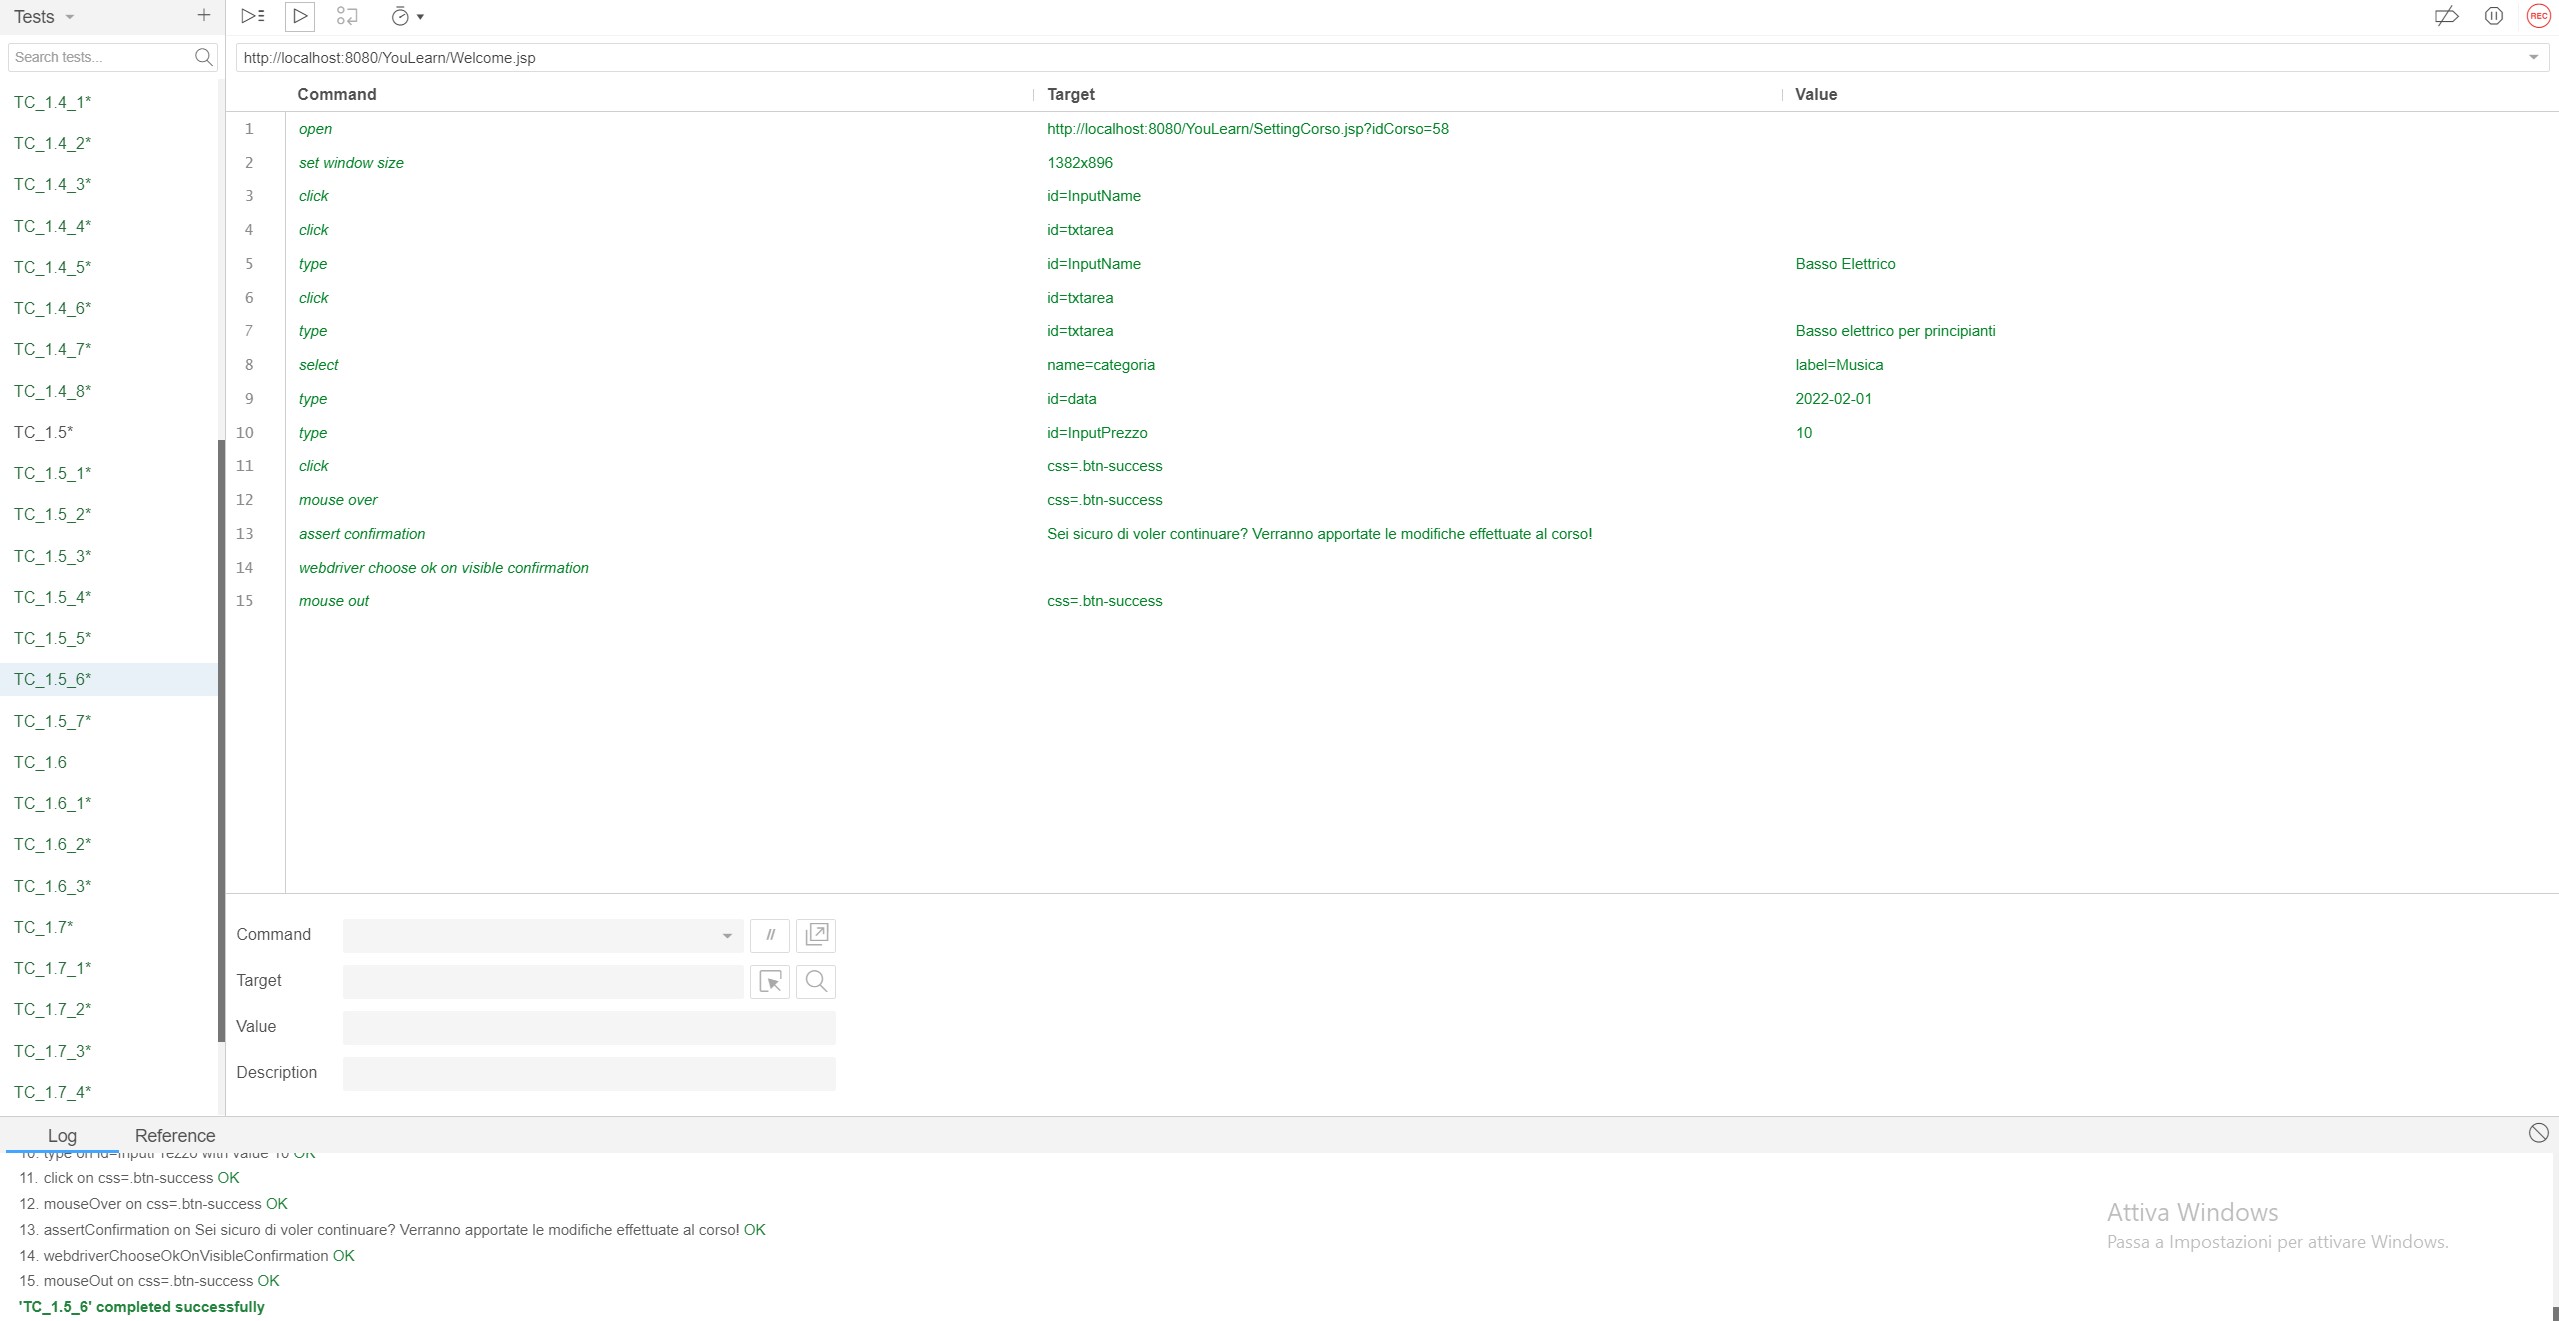 Tests
REC
Search tests...
http://localhost:8080/YouLearn/Welcome.jsp
Command Target Value
TC_1.4_1*
TC_1.4_2*
TC_1.4_3*
TC_1.4_4*
TC_1.4_5*
TC_1.4_6*
TC_1.4_7*
TC_1.4_8*
TC_1.5*
TC_1.5_1*
TC_1.5_2*
TC_1.5_3*
TC_1.5_4*
TC_1.5_5*
TC_1.5_6*
TC_1.5_7*
TC_1.6
TC_1.6_1*
TC_1.6_2*
TC_1.6_3*
TC_1.7*
TC_1.7_1*
TC_1.7_2*
TC_1.7_3*
TC_1.7_4*
1 open http://localhost:8080/YouLearn/SettingCorso.jsp?idCorso=58
2 set window size 1382x896
3 click id=InputName
4 click id=txtarea
5 type id=InputName Basso Elettrico
6 click id=txtarea
7 type id=txtarea Basso elettrico per principianti
8 select name=categoria label=Musica
9 type id=data 2022-02-01
10 type id=InputPrezzo 10
11 click css=.btn-success
12 mouse over css=.btn-success
13 assert confirmation Sei sicuro di voler continuare? Verranno apportate le modifiche effettuate al corso!
14 webdriver choose ok on visible confirmation
15 mouse out css=.btn-success
Command //
Target
Value
Description
Log Reference
10. type on id=InputPrezzo with value 10 OK
11. click on css=.btn-success OK
12. mouseOver on css=.btn-success OK
13. assertConfirmation on Sei sicuro di voler continuare? Verranno apportate le modifiche effettuate al corso! OK
14. webdriverChooseOkOnVisibleConfirmation OK
15. mouseOut on css=.btn-success OK
'TC_1.5_6' completed successfully
Attiva Windows
Passa a Impostazioni per attivare Windows.